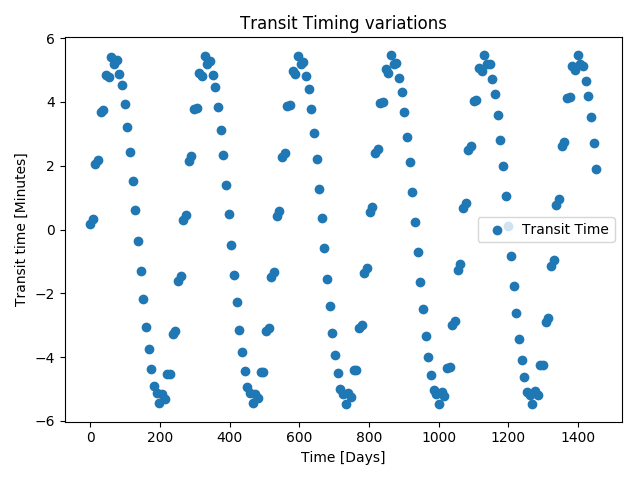 Transit Timing variations
Transit time [Minutes]
6
4
2
0
−2
−4
−6
Transit Time
0 200 400 600 800 1000 1200 1400
Time [Days]